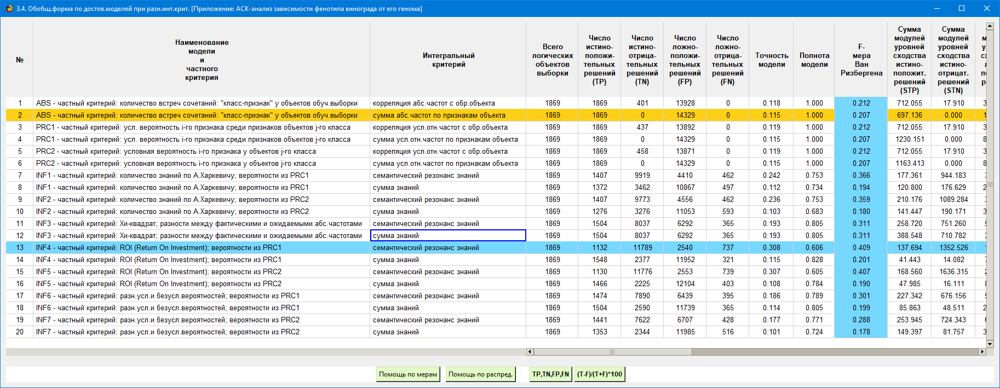 3.4. Обобщ.форма по достов.моделей при разн.инт.крит. [Приложение: АСК-анализ зависимости фенотипа винограда от его генома]
№
Наименование
модели
и
частного
критерия
Интегральный
критерий
Всего
логических
объектов
выборки
Число
истино-
положи-
тельных
решений
(TP)
Число
истино-
отрица-
тельных
решений
(TN)
Число
ложно-
положи-
тельных
решений
(FP)
Число
ложно-
отрица-
тельных
решений
(FN)
Точность
модели
Полнота
модели
F-
мера
Ван
Ризбергена
Сумма
модулей
уровней
сходства
истино-
положит.
решений
(STP)
Сумма
модулей
уровней
сходства
истино-
отрицат.
решений
(STN)
1 ABS - частный критерий: количество встреч сочетаний: "класс-признак" у объектов обуч.выборки корреляция абс.частот с обр.объекта 1869 1869 401 13928 0 0.118 1.000 0.212 712.055 17.910 3
2 ABS - частный критерий: количество встреч сочетаний: "класс-признак" у объектов обуч.выборки сумма абс.частот по признакам объекта 1869 1869 0 14329 0 0.115 1.000 0.207 697.136 0.000 1
3 PRC1 - частный критерий: усл. вероятность i-го признака среди признаков объектов j-го класса корреляция усл.отн.частот с обр.объекта 1869 1869 437 13892 0 0.119 1.000 0.212 712.055 17.910 3
4 PRC1 - частный критерий: усл. вероятность i-го признака среди признаков объектов j-го класса сумма усл.отн.частот по признакам объекта 1869 1869 0 14329 0 0.115 1.000 0.207 1230.151 0.000 8
5 PRC2 - частный критерий: условная вероятность i-го признака у объектов j-го класса корреляция усл.отн.частот с обр.объекта 1869 1869 458 13871 0 0.119 1.000 0.212 712.055 17.910 3
6 PRC2 - частный критерий: условная вероятность i-го признака у объектов j-го класса сумма усл.отн.частот по признакам объекта 1869 1869 0 14329 0 0.115 1.000 0.207 1163.413 0.000 8
7 INF1 - частный критерий: количество знаний по А.Харкевичу; вероятности из PRC1 семантический резонанс знаний 1869 1407 9919 4410 462 0.242 0.753 0.366 177.361 944.183
8 INF1 - частный критерий: количество знаний по А.Харкевичу; вероятности из PRC1 сумма знаний 1869 1372 3462 10867 497 0.112 0.734 0.194 120.800 176.629 2
9 INF2 - частный критерий: количество знаний по А.Харкевичу; вероятности из PRC2 семантический резонанс знаний 1869 1407 9773 4556 462 0.236 0.753 0.359 210.176 1089.284
10 INF2 - частный критерий: количество знаний по А.Харкевичу; вероятности из PRC2 сумма знаний 1869 1276 3276 11053 593 0.103 0.683 0.180 141.447 190.171 3
11 INF3 - частный критерий: Хи-квадрат; разности между фактическими и ожидаемыми абс.частотами семантический резонанс знаний 1869 1504 8037 6292 365 0.193 0.805 0.311 258.720 751.260
12 INF3 - частный критерий: Хи-квадрат; разности между фактическими и ожидаемыми абс.частотами сумма знаний 1869 1504 8037 6292 365 0.193 0.805 0.311 388.548 710.782
13 INF4 - частный критерий: ROI (Return On Investment); вероятности из PRC1 семантический резонанс знаний 1869 1132 11789 2540 737 0.308 0.606 0.409 137.694 1352.526
14 INF4 - частный критерий: ROI (Return On Investment); вероятности из PRC1 сумма знаний 1869 1548 2377 11952 321 0.115 0.828 0.201 41.443 14.082
15 INF5 - частный критерий: ROI (Return On Investment); вероятности из PRC2 семантический резонанс знаний 1869 1130 11776 2553 739 0.307 0.605 0.407 168.560 1636.315
16 INF5 - частный критерий: ROI (Return On Investment); вероятности из PRC2 сумма знаний 1869 1466 2225 12104 403 0.108 0.784 0.190 47.985 16.111
17 INF6 - частный критерий: разн.усл.и безусл.вероятностей; вероятности из PRC1 семантический резонанс знаний 1869 1474 7890 6439 395 0.186 0.789 0.301 227.342 676.156
18 INF6 - частный критерий: разн.усл.и безусл.вероятностей; вероятности из PRC1 сумма знаний 1869 1504 2590 11739 365 0.114 0.805 0.199 85.863 48.511 2
19 INF7 - частный критерий: разн.усл.и безусл.вероятностей; вероятности из PRC2 семантический резонанс знаний 1869 1441 7622 6707 428 0.177 0.771 0.288 253.945 724.343
20 INF7 - частный критерий: разн.усл.и безусл.вероятностей; вероятности из PRC2 сумма знаний 1869 1353 2344 11985 516 0.101 0.724 0.178 149.397 81.757 3
Помощь по мерам Помощь по распред. TP,TN,FP,FN (T-F)/(T+F)*100